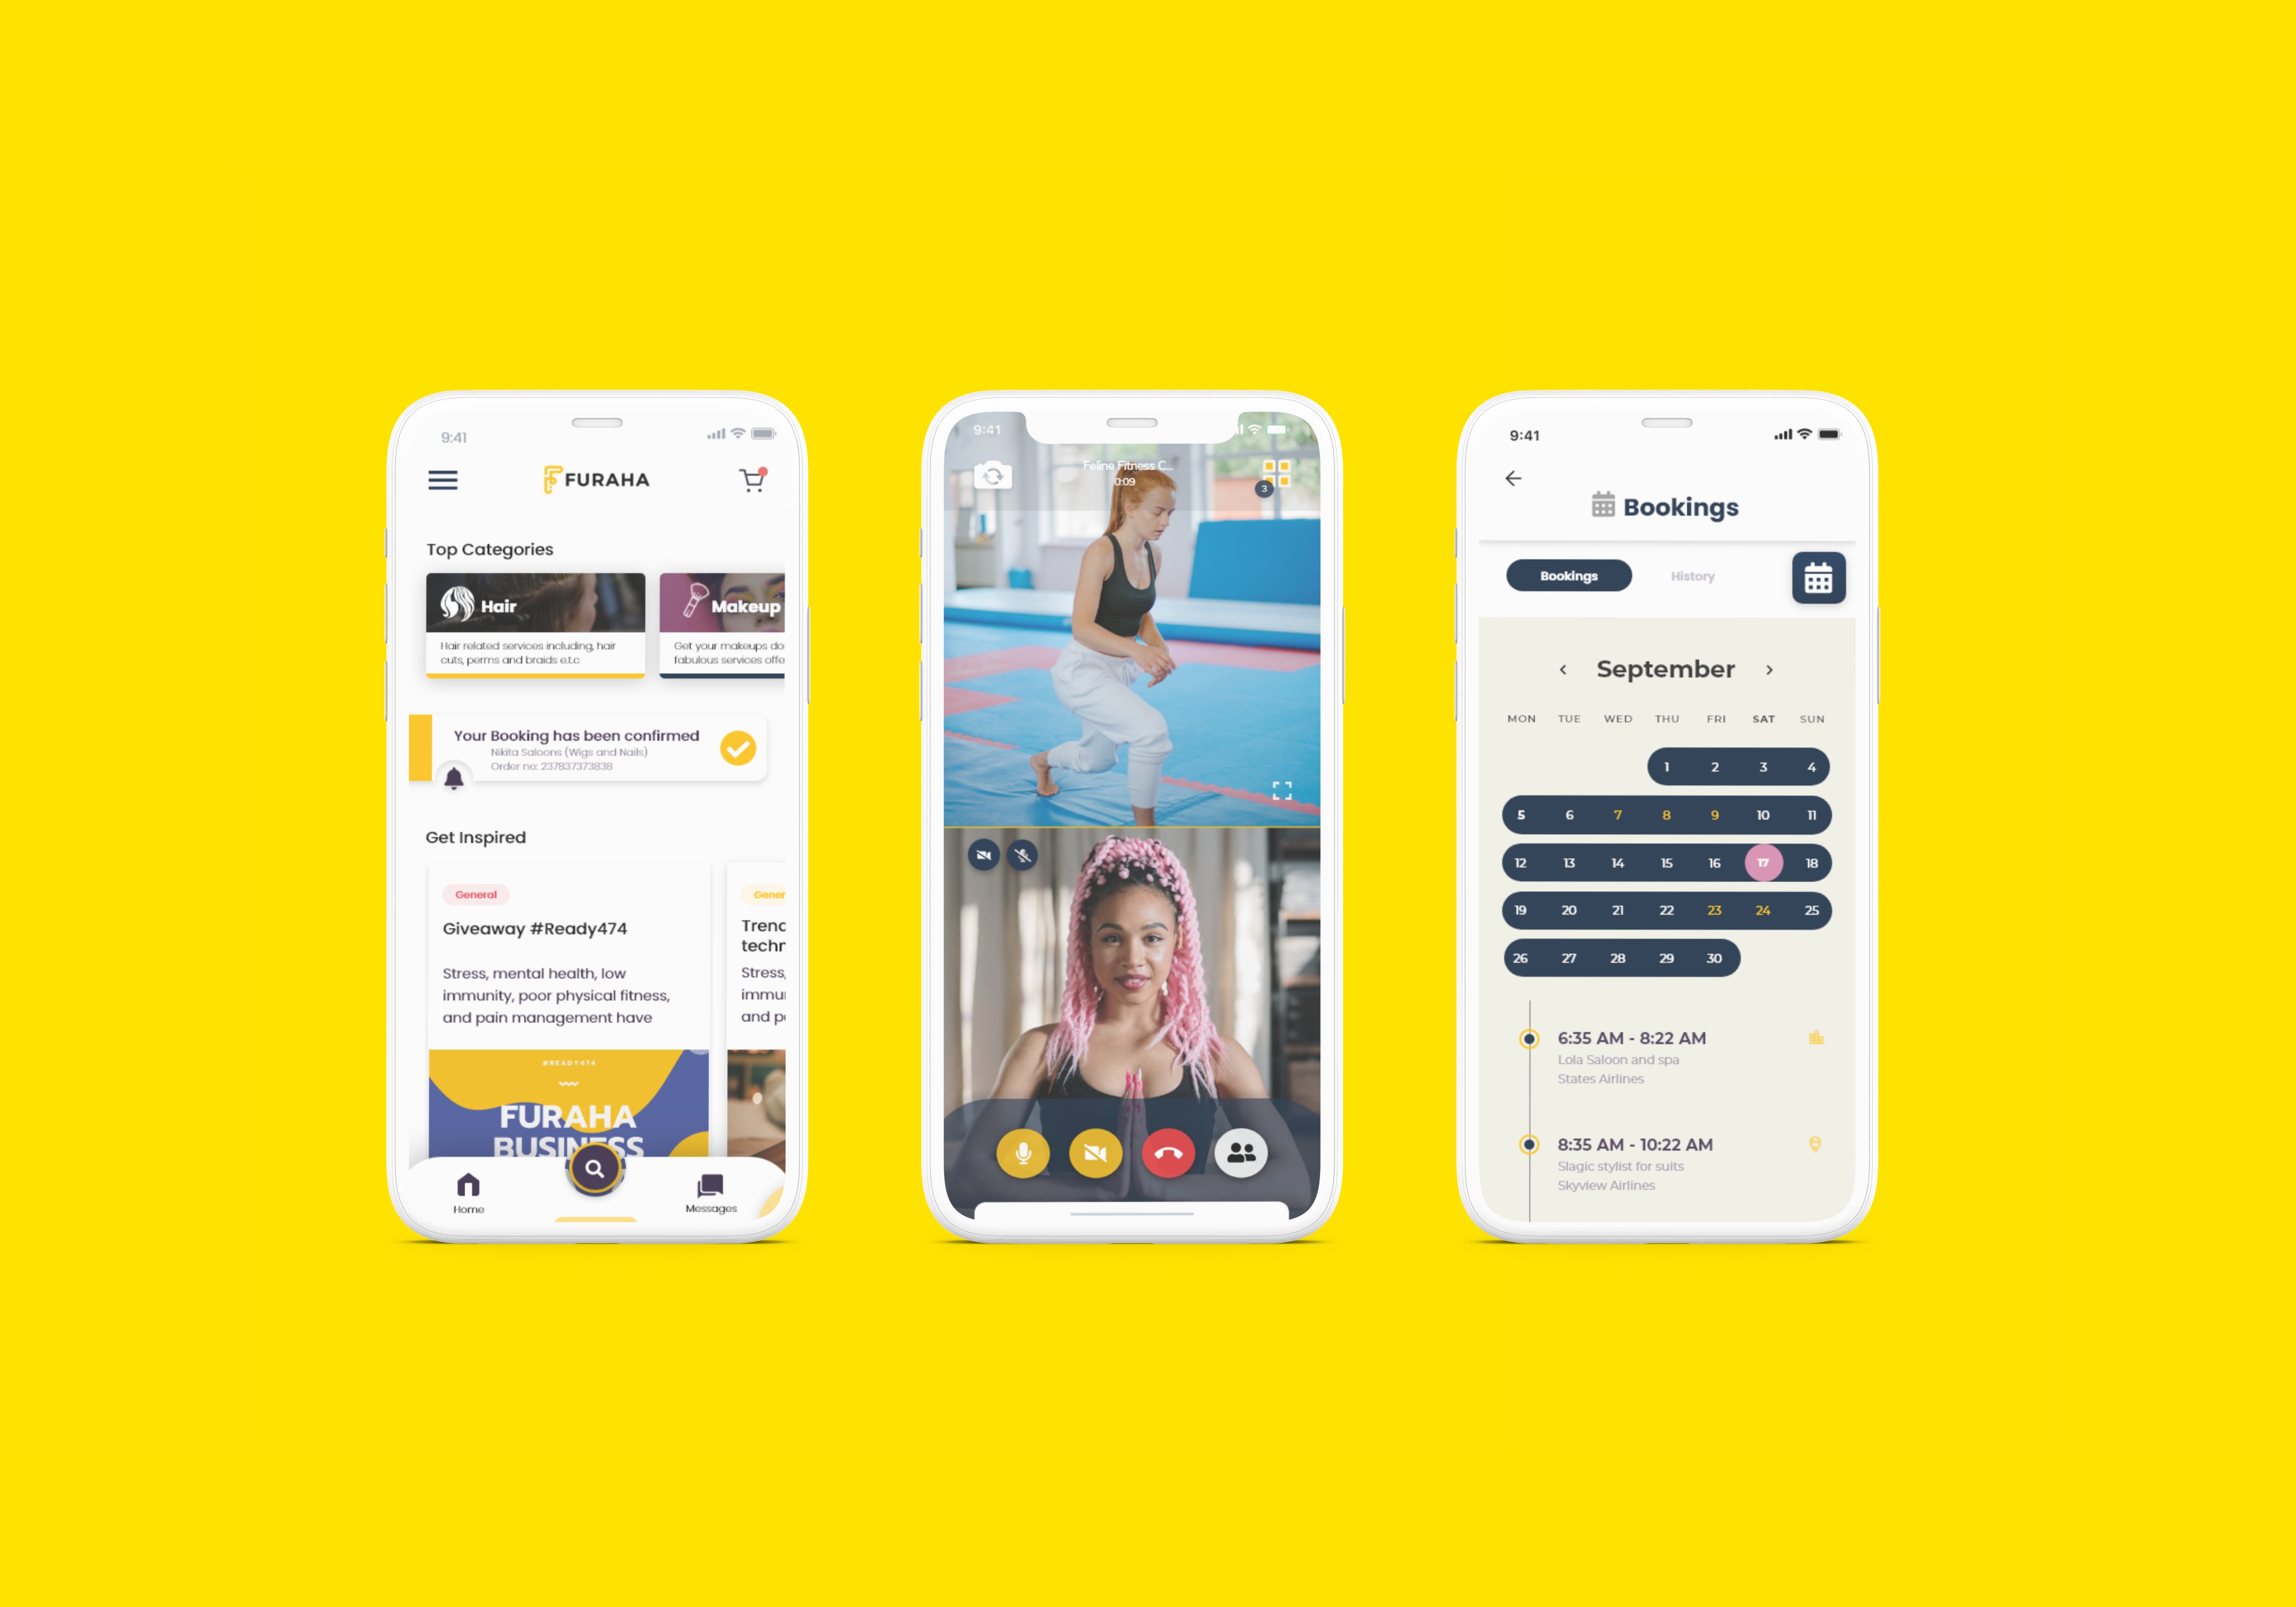 9:41
FURAHA
Top Categories
Hair
Hair related services including, hair
cuts, perms and braids e.t.c
Makeup
Get your makeups do
fabulous services offe
Your Booking has been confirmed
Nikita Saloons (Wigs and Nails)
Order no: 237837373838
Get Inspired
General
Giveaway #Ready474
Stress, mental health, low
immunity, poor physical fitness,
and pain management have
#READY474
FURAHA
BUSINESS
Gener
Trend
techn
Stress,
immu
and p
Home
Messages
9:41
Feline Fitness C...
0:09
3
9:41
Bookings
Bookings
History
September
MON TUE WED THU FRI SAT SUN
1 2 3 4
5 6 7 8 9 10 11
12 13 14 15 16 17 18
19 20 21 22 23 24 25
26 27 28 29 30
6:35 AM - 8:22 AM
Lola Saloon and spa
States Airlines
8:35 AM - 10:22 AM
Slagic stylist for suits
Skyview Airlines